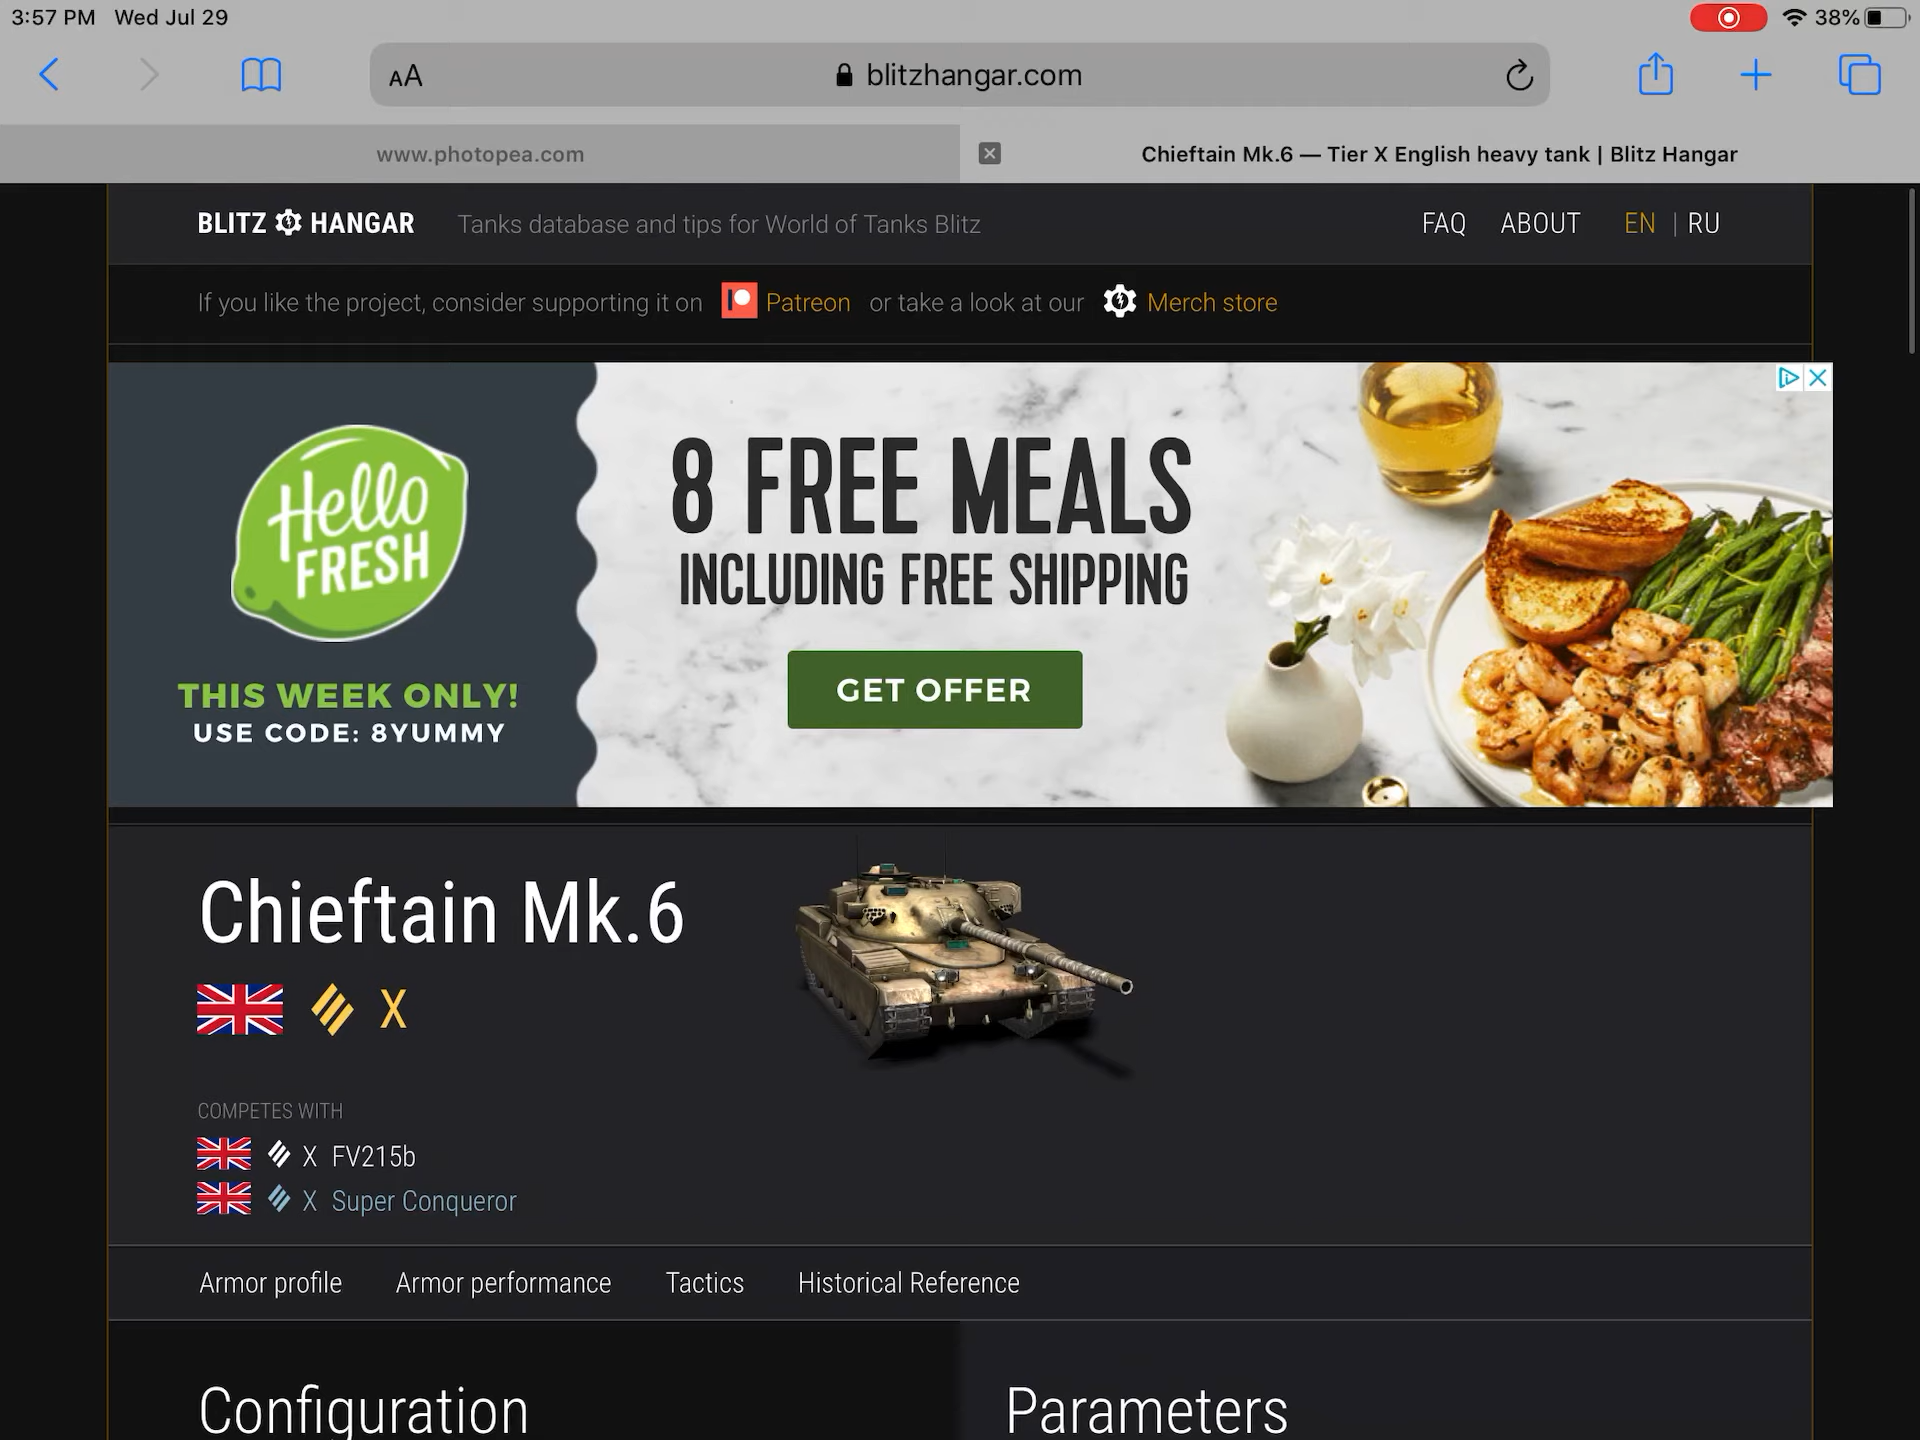 3:57 PM Wed Jul 29
38%
AA
blitzhangar.com
www.photopea.com
Chieftain Mk.6 — Tier X English heavy tank | Blitz Hangar
BLITZ HANGAR
Tanks database and tips for World of Tanks Blitz
FAQ ABOUT EN | RU
If you like the project, consider supporting it on Patreon or take a look at our Merch store
Hello
FRESH
THIS WEEK ONLY!
USE CODE: 8YUMMY
8 FREE MEALS
INCLUDING FREE SHIPPING
GET OFFER
Chieftain Mk.6
X
COMPETES WITH
X FV215b
X Super Conqueror
Armor profile Armor performance Tactics Historical Reference
Configuration
Parameters